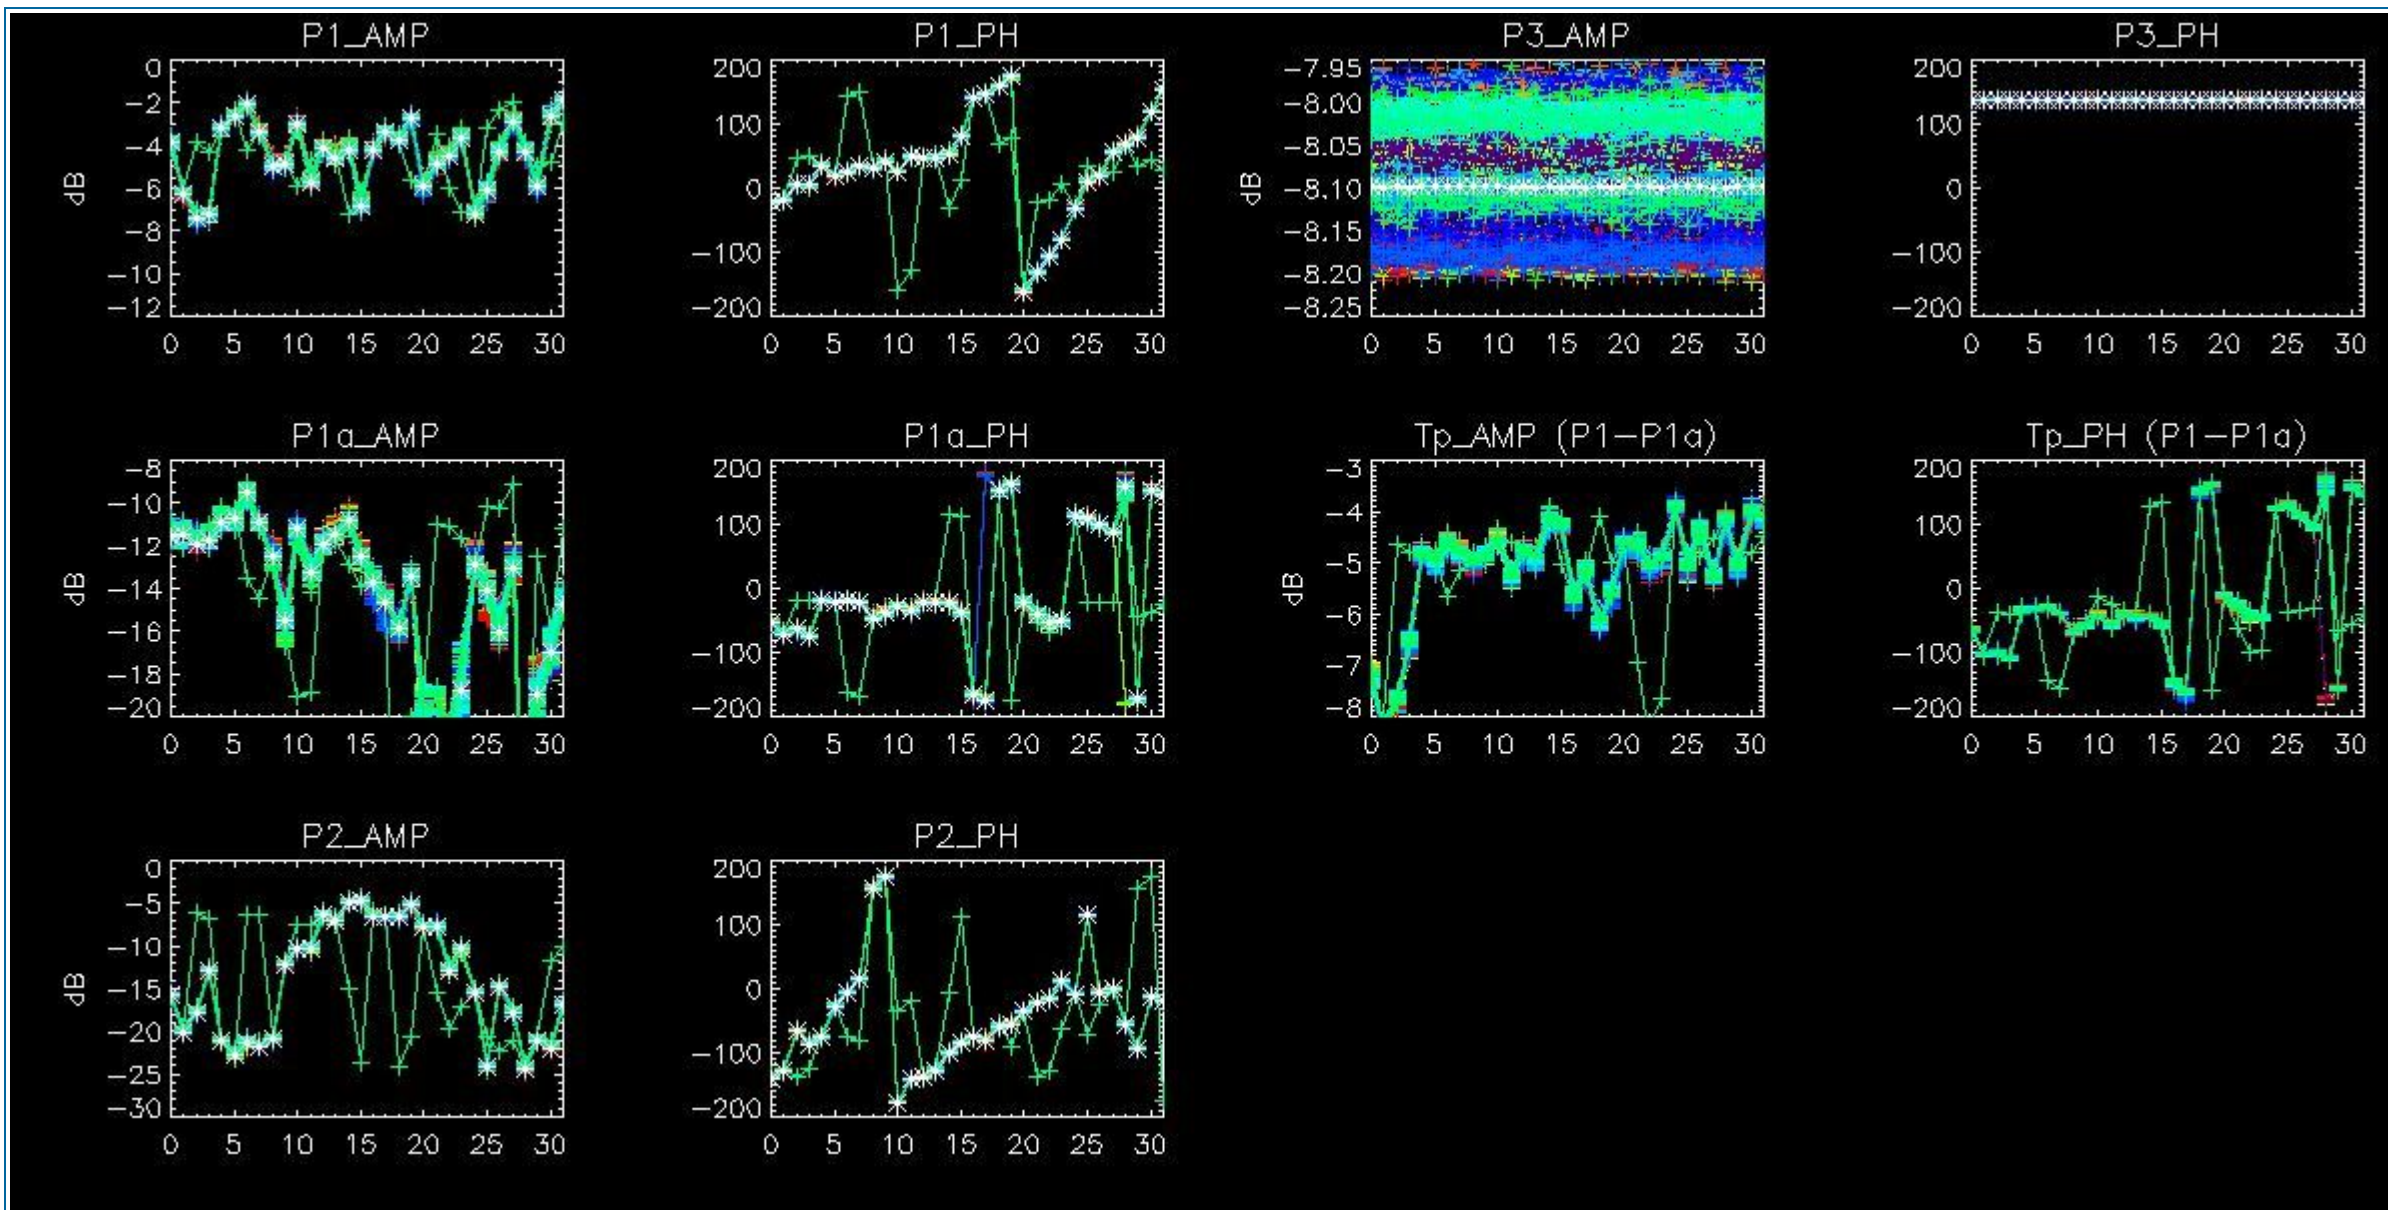 P1_AMP
0
−2
−4
−6
−8
−10
−12
dB
0 5 10 15 20 25 30
P1_PH
200
100
0
−100
−200
0 5 10 15 20 25 30
P3_AMP
−7.95
−8.00
−8.05
−8.10
−8.15
−8.20
−8.25
dB
0 5 10 15 20 25 30
P3_PH
200
100
0
−100
−200
0 5 10 15 20 25 30
P1a_AMP
−8
−10
−12
−14
−16
−18
−20
dB
0 5 10 15 20 25 30
P1a_PH
200
100
0
−100
−200
0 5 10 15 20 25 30
Tp_AMP (P1−P1a)
−3
−4
−5
−6
−7
−8
dB
0 5 10 15 20 25 30
Tp_PH (P1−P1a)
200
100
0
−100
−200
0 5 10 15 20 25 30
P2_AMP
0
−5
−10
−15
−20
−25
−30
dB
0 5 10 15 20 25 30
P2_PH
200
100
0
−100
−200
0 5 10 15 20 25 30